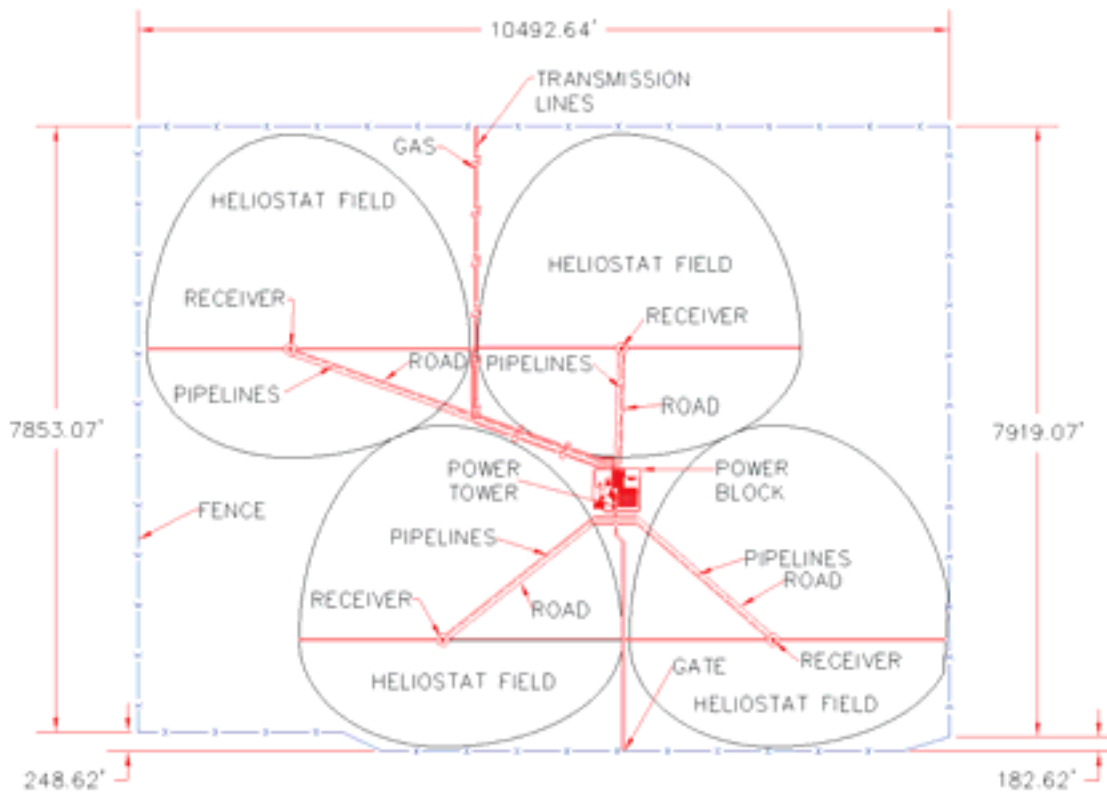 10492.64'
TRANSMISSION
LINES
GAS
HELIOSTAT FIELD
HELIOSTAT FIELD
RECEIVER
RECEIVER
ROAD
PIPELINES
PIPELINES
ROAD
7853.07'
7919.07'
POWER
TOWER
POWER
BLOCK
FENCE
PIPELINES
PIPELINES
ROAD
RECEIVER
ROAD
GATE
RECEIVER
HELIOSTAT FIELD
HELIOSTAT FIELD
248.62'
182.62'